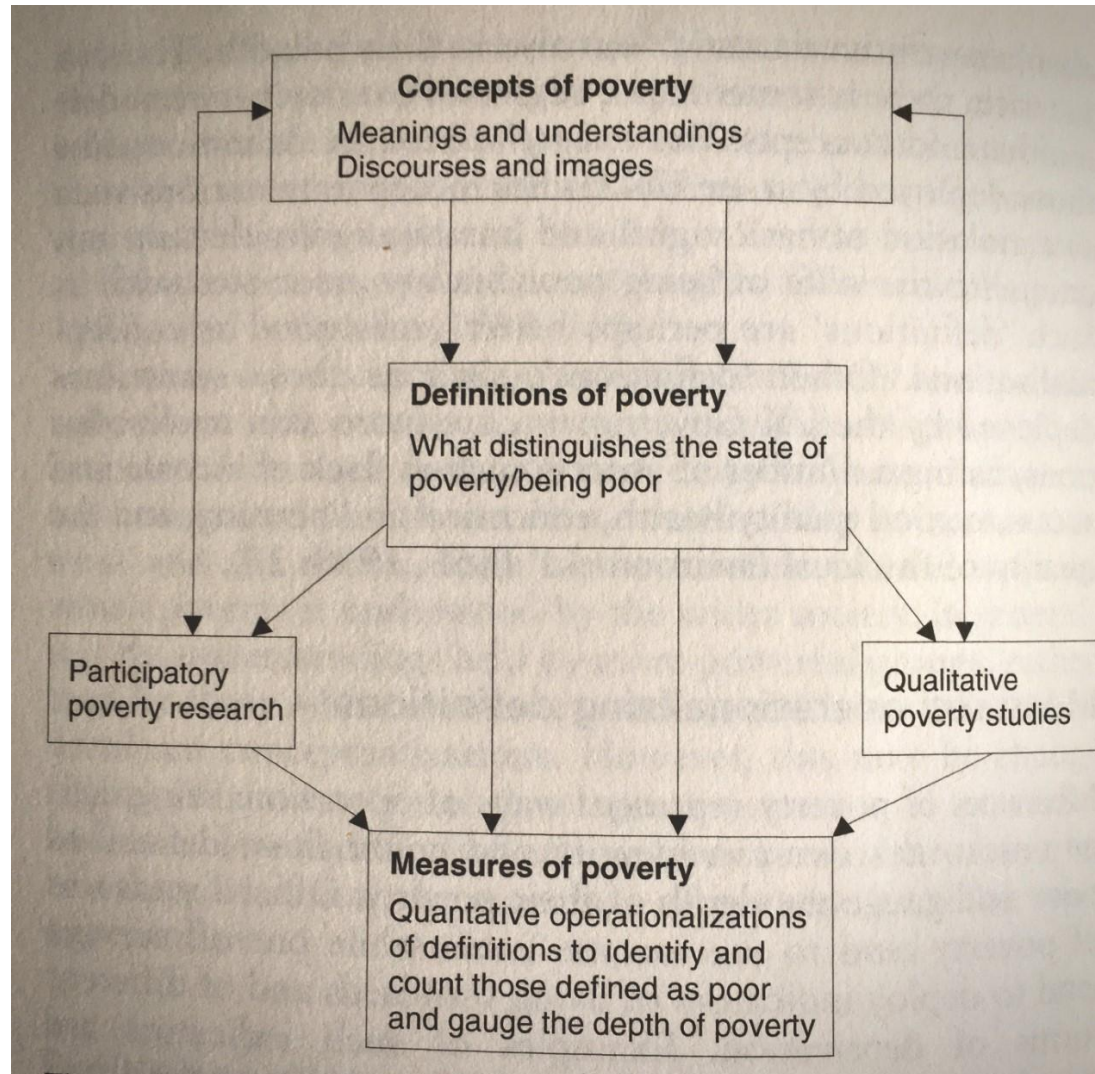 Concepts of poverty
Meanings and understandings
Discourses and images
Definitions of poverty
What distinguishes the state of
poverty/being poor
Participatory
poverty research
Qualitative
poverty studies
Measures of poverty
Quantative operationalizations
of definitions to identify and
count those defined as poor
and gauge the depth of poverty